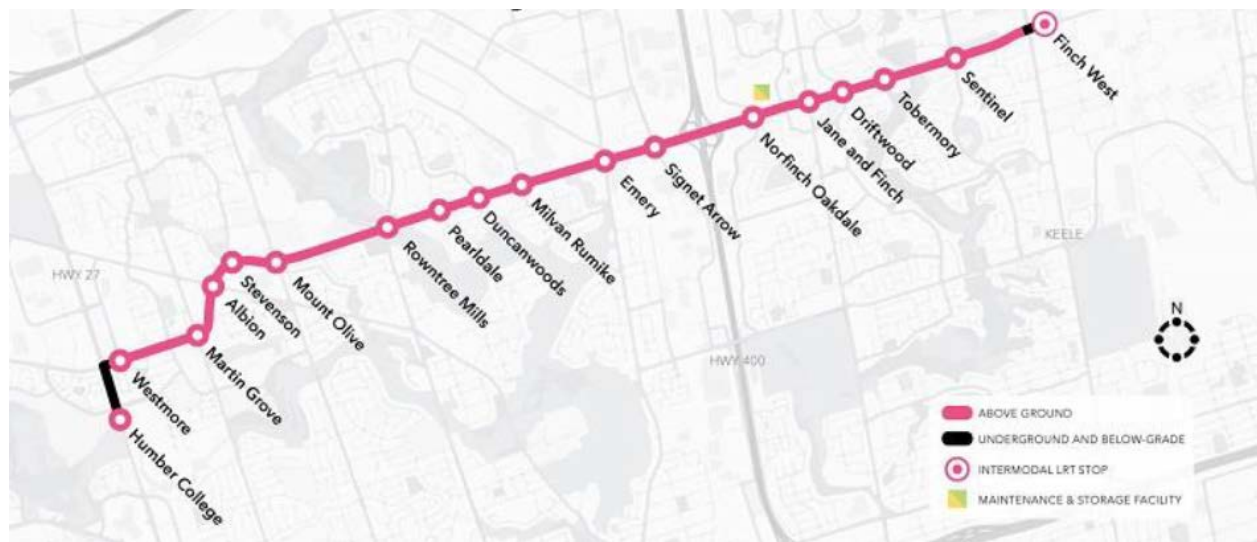 Finch West
Sentinel
Tobermory
Driftwood
Jane and Finch
Norfinch Oakdale
Signet Arrow
Emery
Milvan Rumike
Duncanwoods
Pearldale
Rowntree Mills
Mount Olive
Stevenson
Albion
Martin Grove
Westmore
Humber College
HWY 27
KEELE
HWY 400
N
ABOVE GROUND
UNDERGROUND AND BELOW-GRADE
INTERMODAL LRT STOP
MAINTENANCE & STORAGE FACILITY